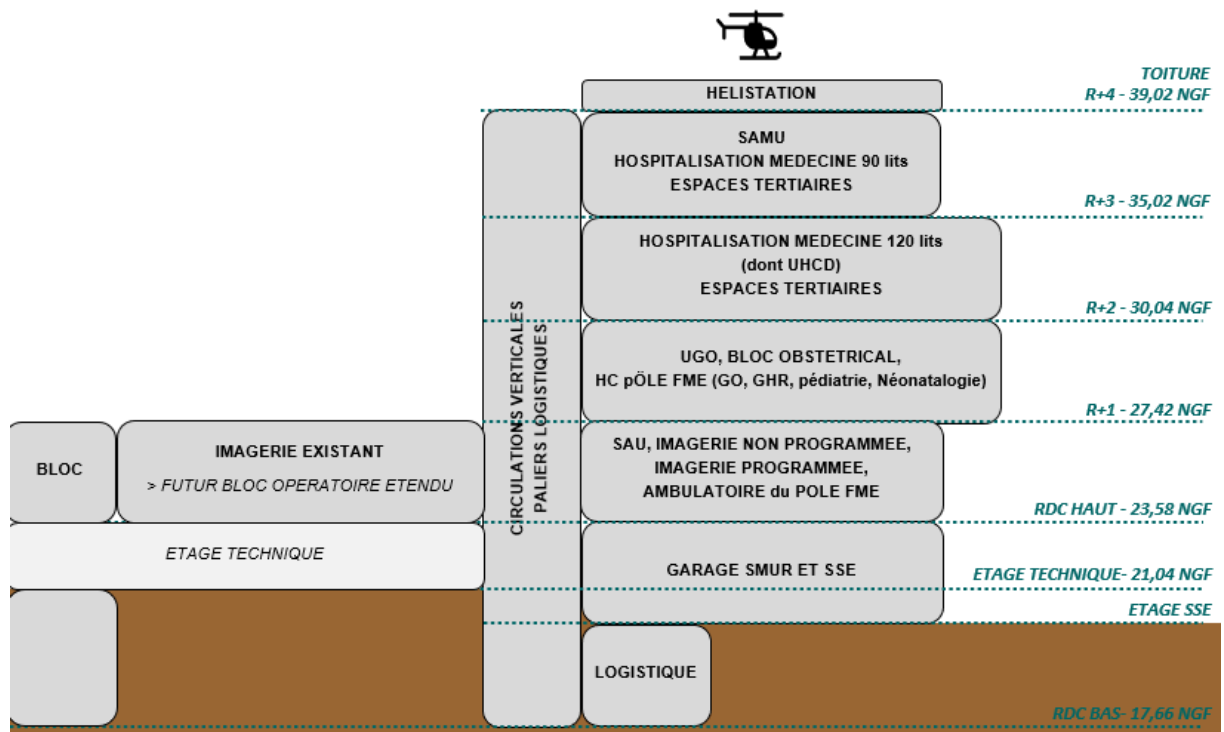 TOITURE
R+4 - 39,02 NGF
HELISTATION
SAMU
HOSPITALISATION MEDECINE 90 lits
ESPACES TERTIAIRES
R+3 - 35,02 NGF
HOSPITALISATION MEDECINE 120 lits
(dont UHCD)
ESPACES TERTIAIRES
R+2 - 30,04 NGF
CIRCULATIONS VERTICALES
PALIERS LOGISTIQUES
UGO, BLOC OBSTETRICAL,
HC pÖLE FME (GO, GHR, pédiatrie, Néonatalogie)
R+1 - 27,42 NGF
BLOC
IMAGERIE EXISTANT
> FUTUR BLOC OPERATOIRE ETENDU
SAU, IMAGERIE NON PROGRAMMEE,
IMAGERIE PROGRAMMEE,
AMBULATOIRE du POLE FME
RDC HAUT - 23,58 NGF
ETAGE TECHNIQUE
GARAGE SMUR ET SSE
ETAGE TECHNIQUE- 21,04 NGF
ETAGE SSE
LOGISTIQUE
RDC BAS- 17,66 NGF